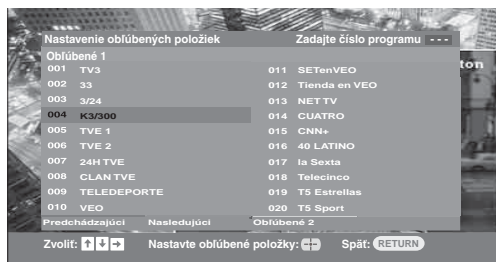 Nastavenie obľúbených položiek Zadajte číslo programu ---
ton
Obľúbené 1
001 TV3 011 SETenVEO
002 33 012 Tienda en VEO
003 3/24 013 NET TV
004 K3/300 014 CUATRO
005 TVE 1 015 CNN+
006 TVE 2 016 40 LATINO
007 24H TVE 017 la Sexta
008 CLAN TVE 018 Telecinco
009 TELEDEPORTE 019 T5 Estrellas
010 VEO 020 T5 Sport
Predchádzajúci Nasledujúci Obľúbené 2
Zvoliť: Nastavte obľúbené položky: Späť: RETURN